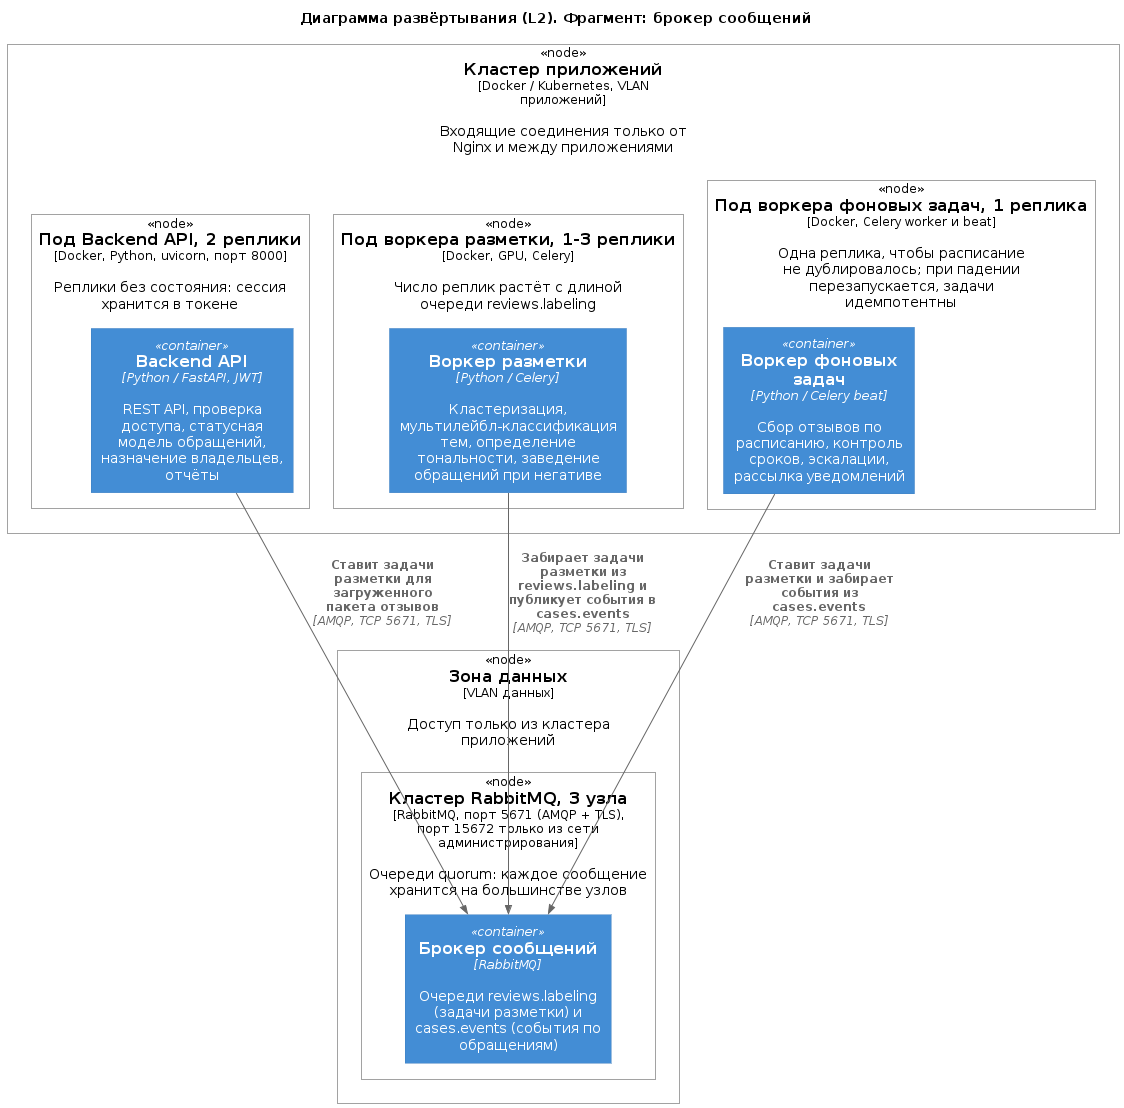 Диаграмма развёртывания (L2). Фрагмент: брокер сообщений
«node»
Кластер приложений
[Docker / Kubernetes, VLAN
приложений]
Входящие соединения только от
Nginx и между приложениями
«node»
Под Backend API, 2 реплики
[Docker, Python, uvicorn, порт 8000]
Реплики без состояния: сессия
хранится в токене
«container»
Backend API
[Python / FastAPI, JWT]
REST API, проверка
доступа, статусная
модель обращений,
назначение владельцев,
отчёты
«node»
Под воркера разметки, 1-3 реплики
[Docker, GPU, Celery]
Число реплик растёт с длиной
очереди reviews.labeling
«container»
Воркер разметки
[Python / Celery]
Кластеризация,
мультилейбл-классификация
тем, определение
тональности, заведение
обращений при негативе
«node»
Под воркера фоновых задач, 1 реплика
[Docker, Celery worker и beat]
Одна реплика, чтобы расписание
не дублировалось; при падении
перезапускается, задачи
идемпотентны
«container»
Воркер фоновых
задач
[Python / Celery beat]
Сбор отзывов по
расписанию, контроль
сроков, эскалации,
рассылка уведомлений
Ставит задачи
разметки для
загруженного
пакета отзывов
[AMQP, TCP 5671, TLS]
Забирает задачи
разметки из
reviews.labeling и
публикует события в
cases.events
[AMQP, TCP 5671, TLS]
Ставит задачи
разметки и забирает
события из
cases.events
[AMQP, TCP 5671, TLS]
«node»
Зона данных
[VLAN данных]
Доступ только из кластера
приложений
«node»
Кластер RabbitMQ, 3 узла
[RabbitMQ, порт 5671 (AMQP + TLS),
порт 15672 только из сети
администрирования]
Очереди quorum: каждое сообщение
хранится на большинстве узлов
«container»
Брокер сообщений
[RabbitMQ]
Очереди reviews.labeling
(задачи разметки) и
cases.events (события по
обращениям)